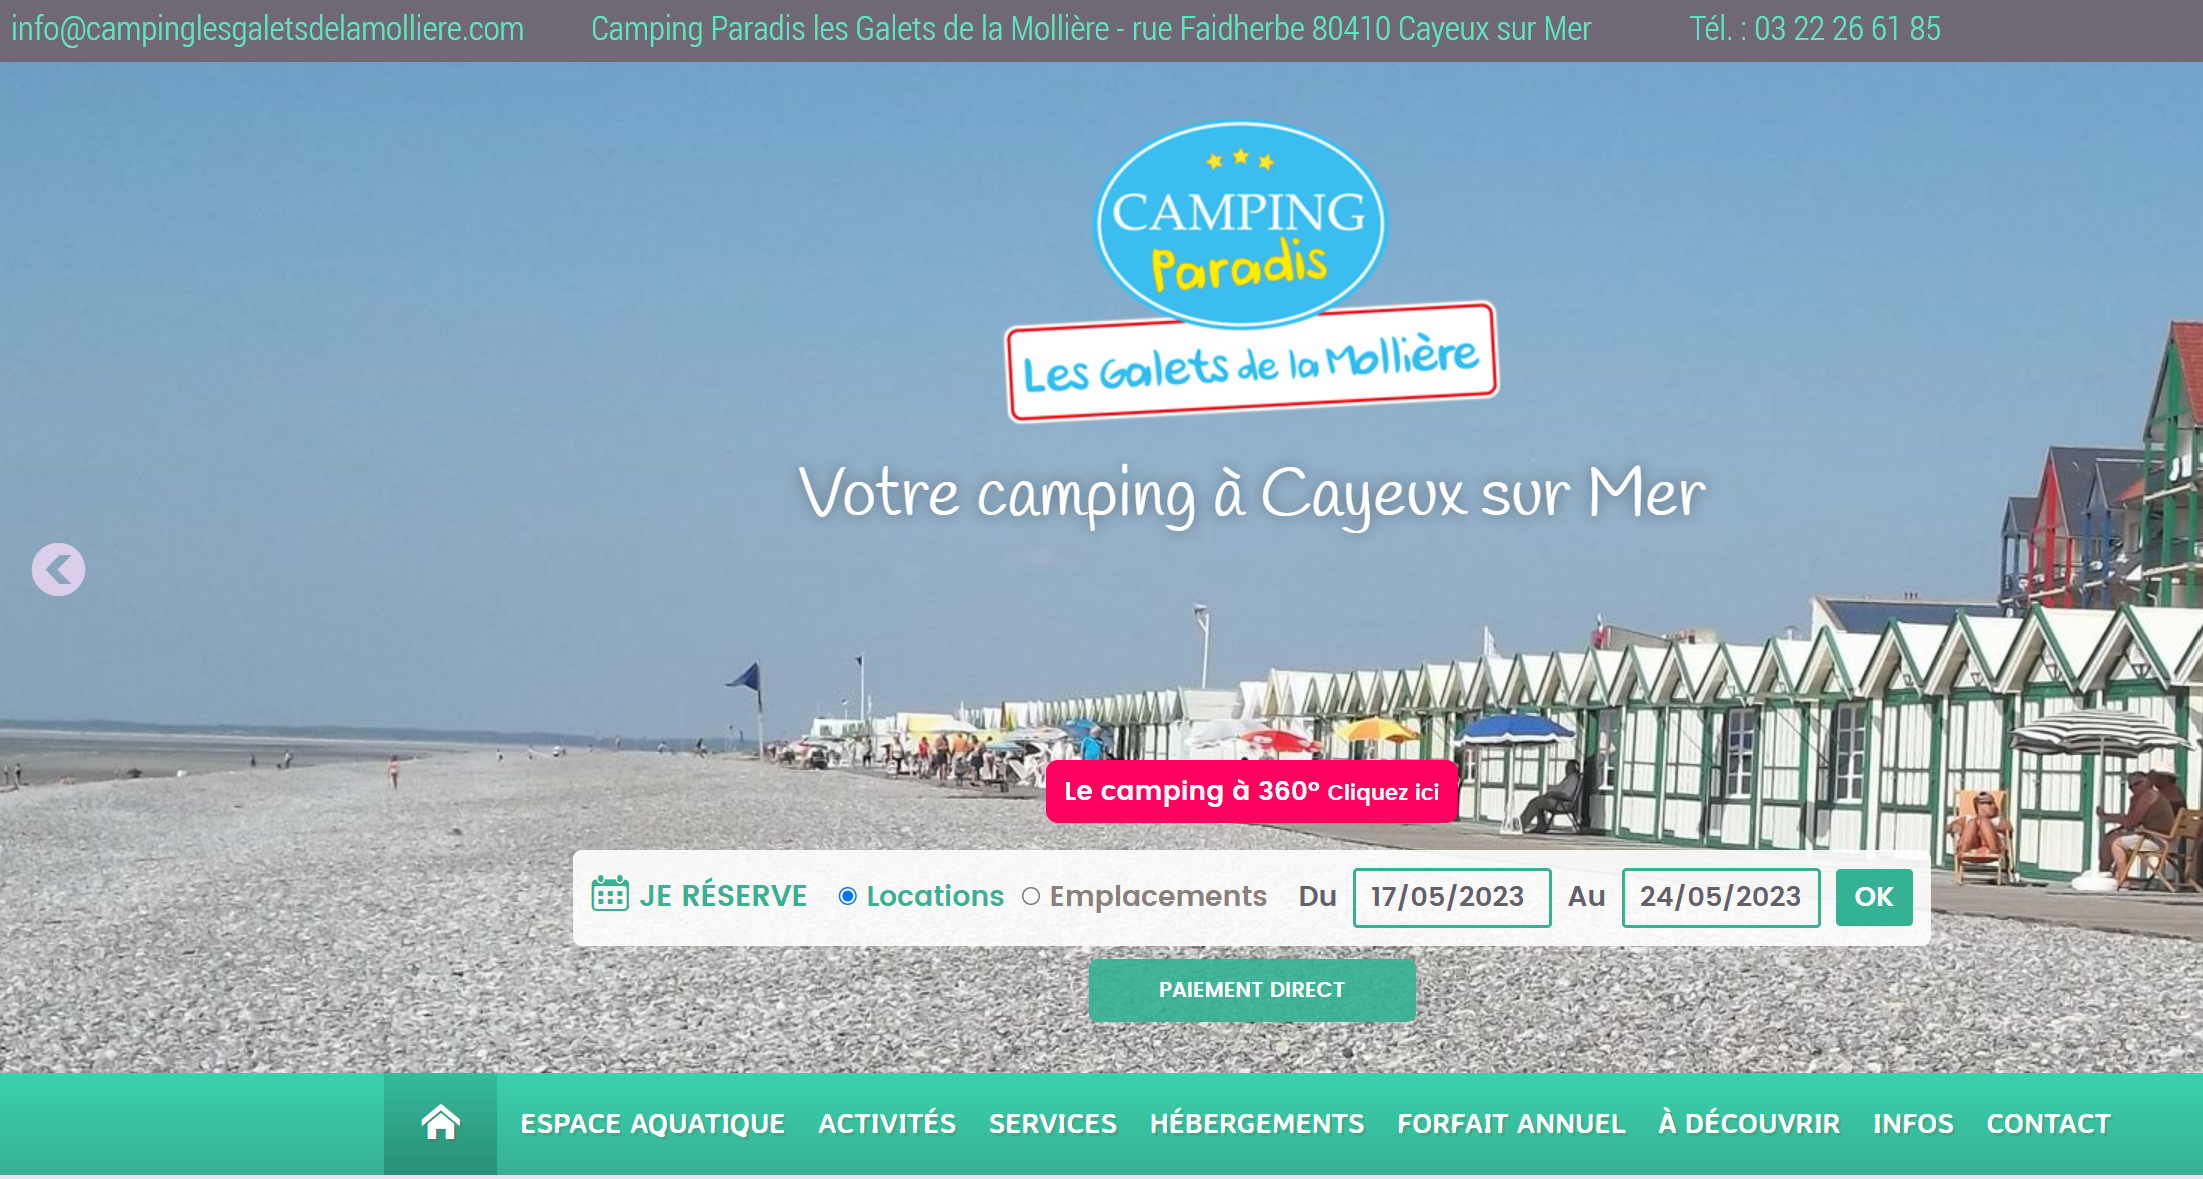 info@campinglesgaletsdelamolliere.com Camping Paradis les Galets de la Mollière - rue Faidherbe 80410 Cayeux sur Mer Tél. : 03 22 26 61 85
CAMPING
Paradis
Les Galets de la Mollière
Votre camping à Cayeux sur Mer
Le camping à 360° Cliquez ici
JE RÉSERVE Locations Emplacements Du 17/05/2023 Au 24/05/2023 OK
PAIEMENT DIRECT
ESPACE AQUATIQUE ACTIVITÉS SERVICES HÉBERGEMENTS FORFAIT ANNUEL À DÉCOUVRIR INFOS CONTACT